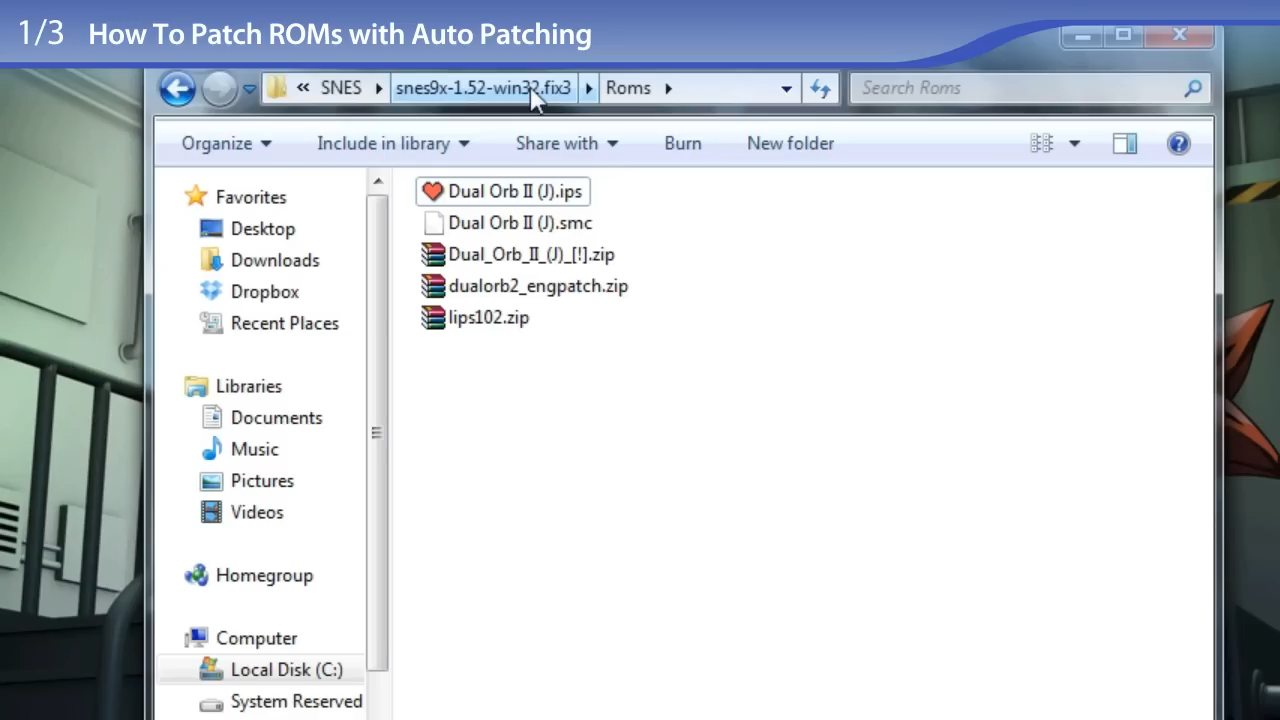 1/3 How To Patch ROMs with Auto Patching
« SNES snes9x-1.52-win32.fix3 Roms Search Roms
Organize Include in library Share with Burn New folder
Favorites
Desktop
Downloads
Dropbox
Recent Places
Libraries
Documents
Music
Pictures
Videos
Homegroup
Computer
Local Disk (C:)
System Reserved
Dual Orb II (J).ips
Dual Orb II (J).smc
Dual_Orb_II_(J)_[!].zip
dualorb2_engpatch.zip
lips102.zip